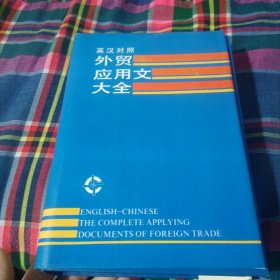 英汉对照
外贸
应用文
大全
ENGLISH-CHINESE
THE COMPLETE APPLYING
DOCUMENTS OF FOREIGN TRADE